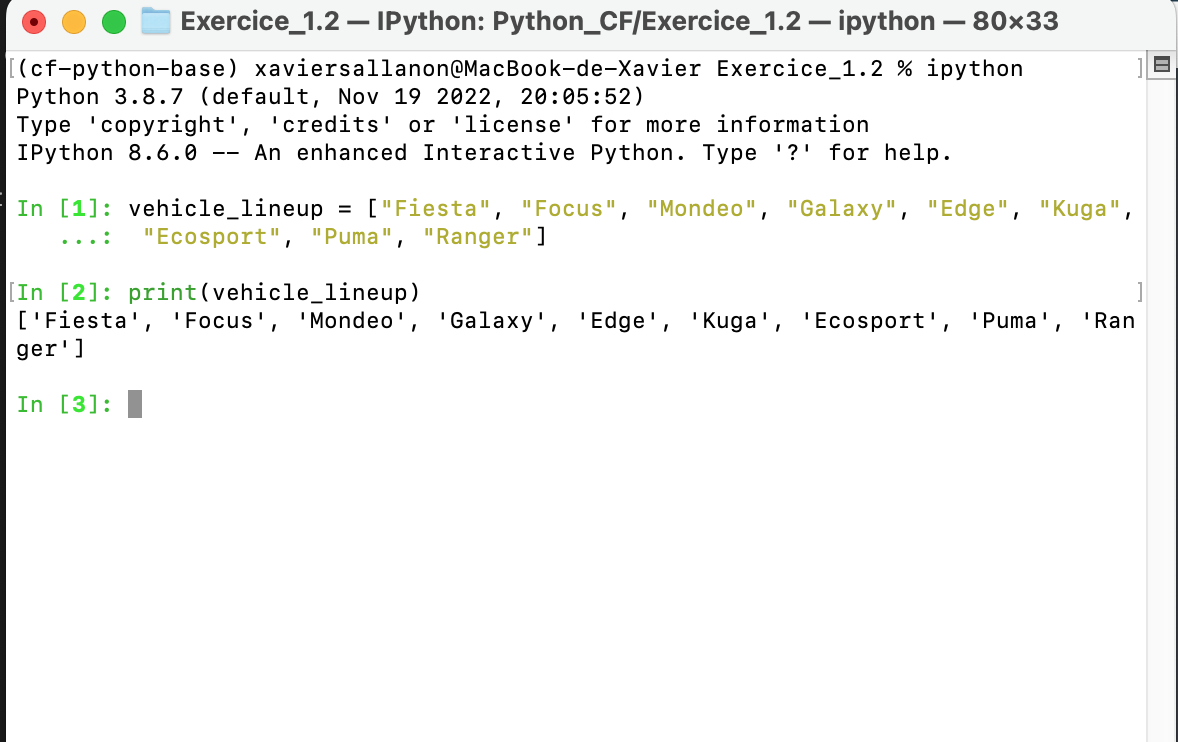 Exercice_1.2 — IPython: Python_CF/Exercice_1.2 — ipython — 80×33
[(cf-python-base) xaviersallanon@MacBook-de-Xavier Exercice_1.2 % ipython ]
Python 3.8.7 (default, Nov 19 2022, 20:05:52)
Type 'copyright', 'credits' or 'license' for more information
IPython 8.6.0 -- An enhanced Interactive Python. Type '?' for help.
In [1]: vehicle_lineup = ["Fiesta", "Focus", "Mondeo", "Galaxy", "Edge", "Kuga",
...: "Ecosport", "Puma", "Ranger"]
[In [2]: print(vehicle_lineup) ]
['Fiesta', 'Focus', 'Mondeo', 'Galaxy', 'Edge', 'Kuga', 'Ecosport', 'Puma', 'Ran
ger']
In [3]: